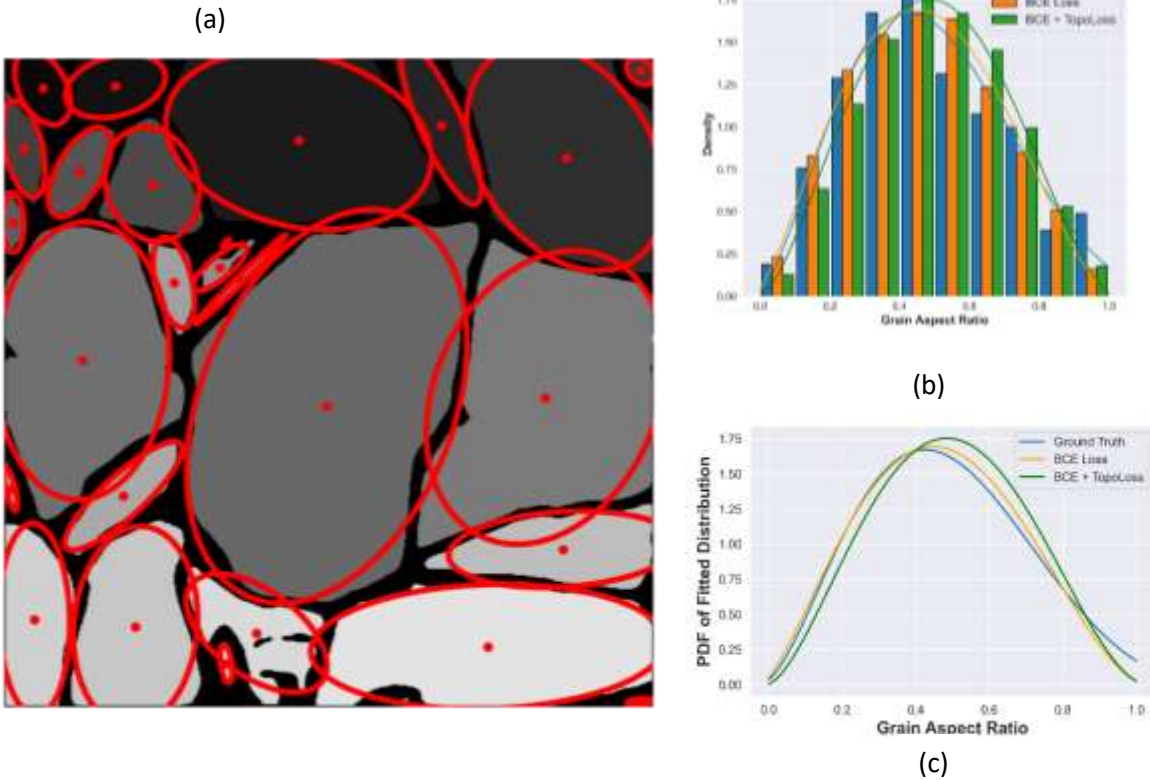 (a)
1.75
1.50
1.25
1.00
0.75
0.50
0.25
0.00
Density
BCE Loss
BCE + TopoLoss
0.0 0.2 0.4 0.6 0.8 1.0
Grain Aspect Ratio
(b)
1.75
1.50
1.25
1.00
0.75
0.50
0.25
0.00
PDF of Fitted Distribution
Ground Truth
BCE Loss
BCE + TopoLoss
0.0 0.2 0.4 0.6 0.8 1.0
Grain Aspect Ratio
(c)